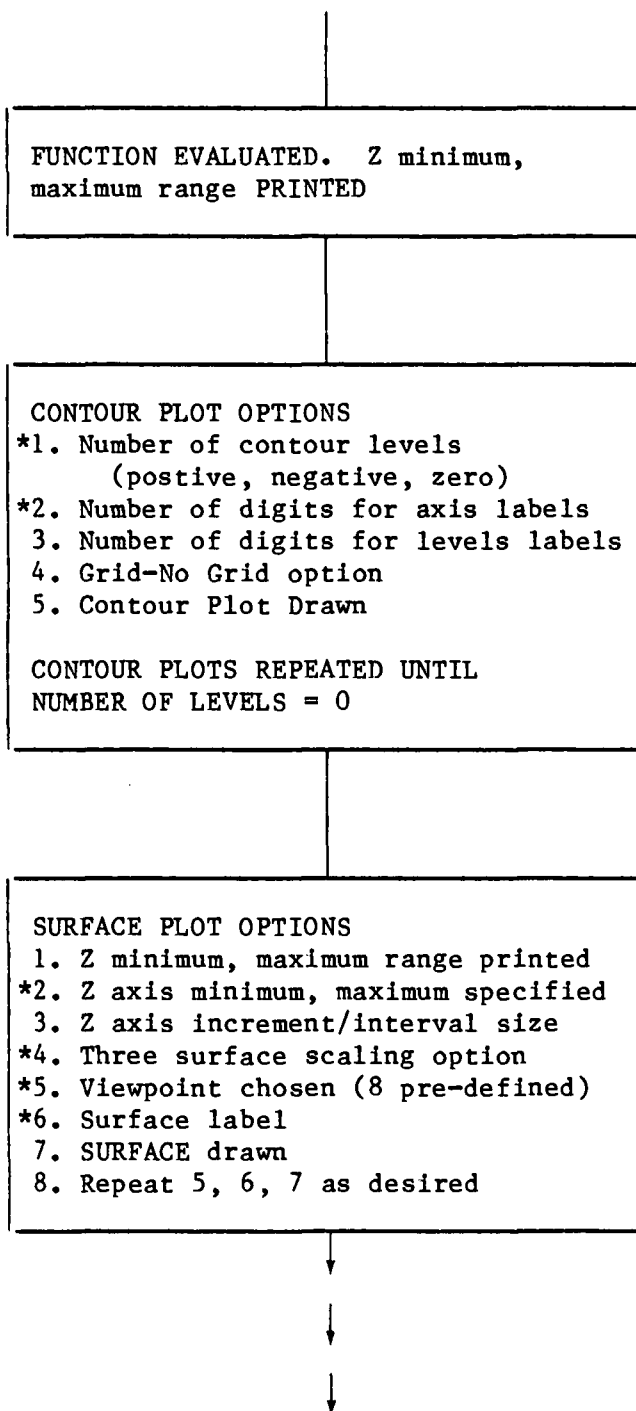 FUNCTION EVALUATED. Z minimum,
maximum range PRINTED
CONTOUR PLOT OPTIONS
*1. Number of contour levels
(postive, negative, zero)
*2. Number of digits for axis labels
3. Number of digits for levels labels
4. Grid-No Grid option
5. Contour Plot Drawn
CONTOUR PLOTS REPEATED UNTIL
NUMBER OF LEVELS = 0
SURFACE PLOT OPTIONS
1. Z minimum, maximum range printed
*2. Z axis minimum, maximum specified
3. Z axis increment/interval size
*4. Three surface scaling option
*5. Viewpoint chosen (8 pre-defined)
*6. Surface label
7. SURFACE drawn
8. Repeat 5, 6, 7 as desired